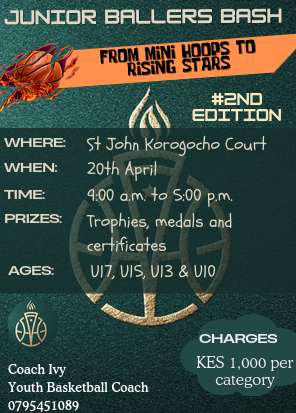 JUNIOR BALLERS BASH
FROM MINI HOOPS TO
RISING STARS
#2ND
EDITION
WHERE: St John Korogocho Court
WHEN: 20th April
TIME: 9:00 a.m. to 5:00 p.m.
PRIZES: Trophies, medals and
certificates
AGES: U17, U15, U13 & U10
CHARGES
KES 1,000 per
category
Coach Ivy
Youth Basketball Coach
0795451089